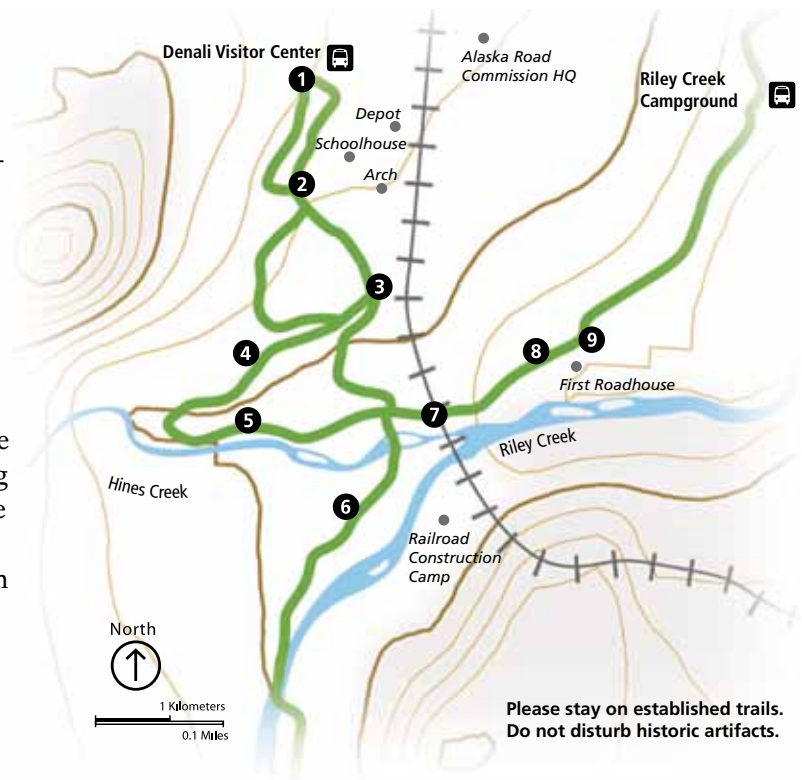 Denali Visitor Center
Alaska Road
Commission HQ
Riley Creek
Campground
1
Depot
Schoolhouse
Arch
2
3
4
8
9
First Roadhouse
5
7
Riley Creek
Hines Creek
6
Railroad
Construction
Camp
North
1 Kilometers
0.1 Miles
Please stay on established trails.
Do not disturb historic artifacts.